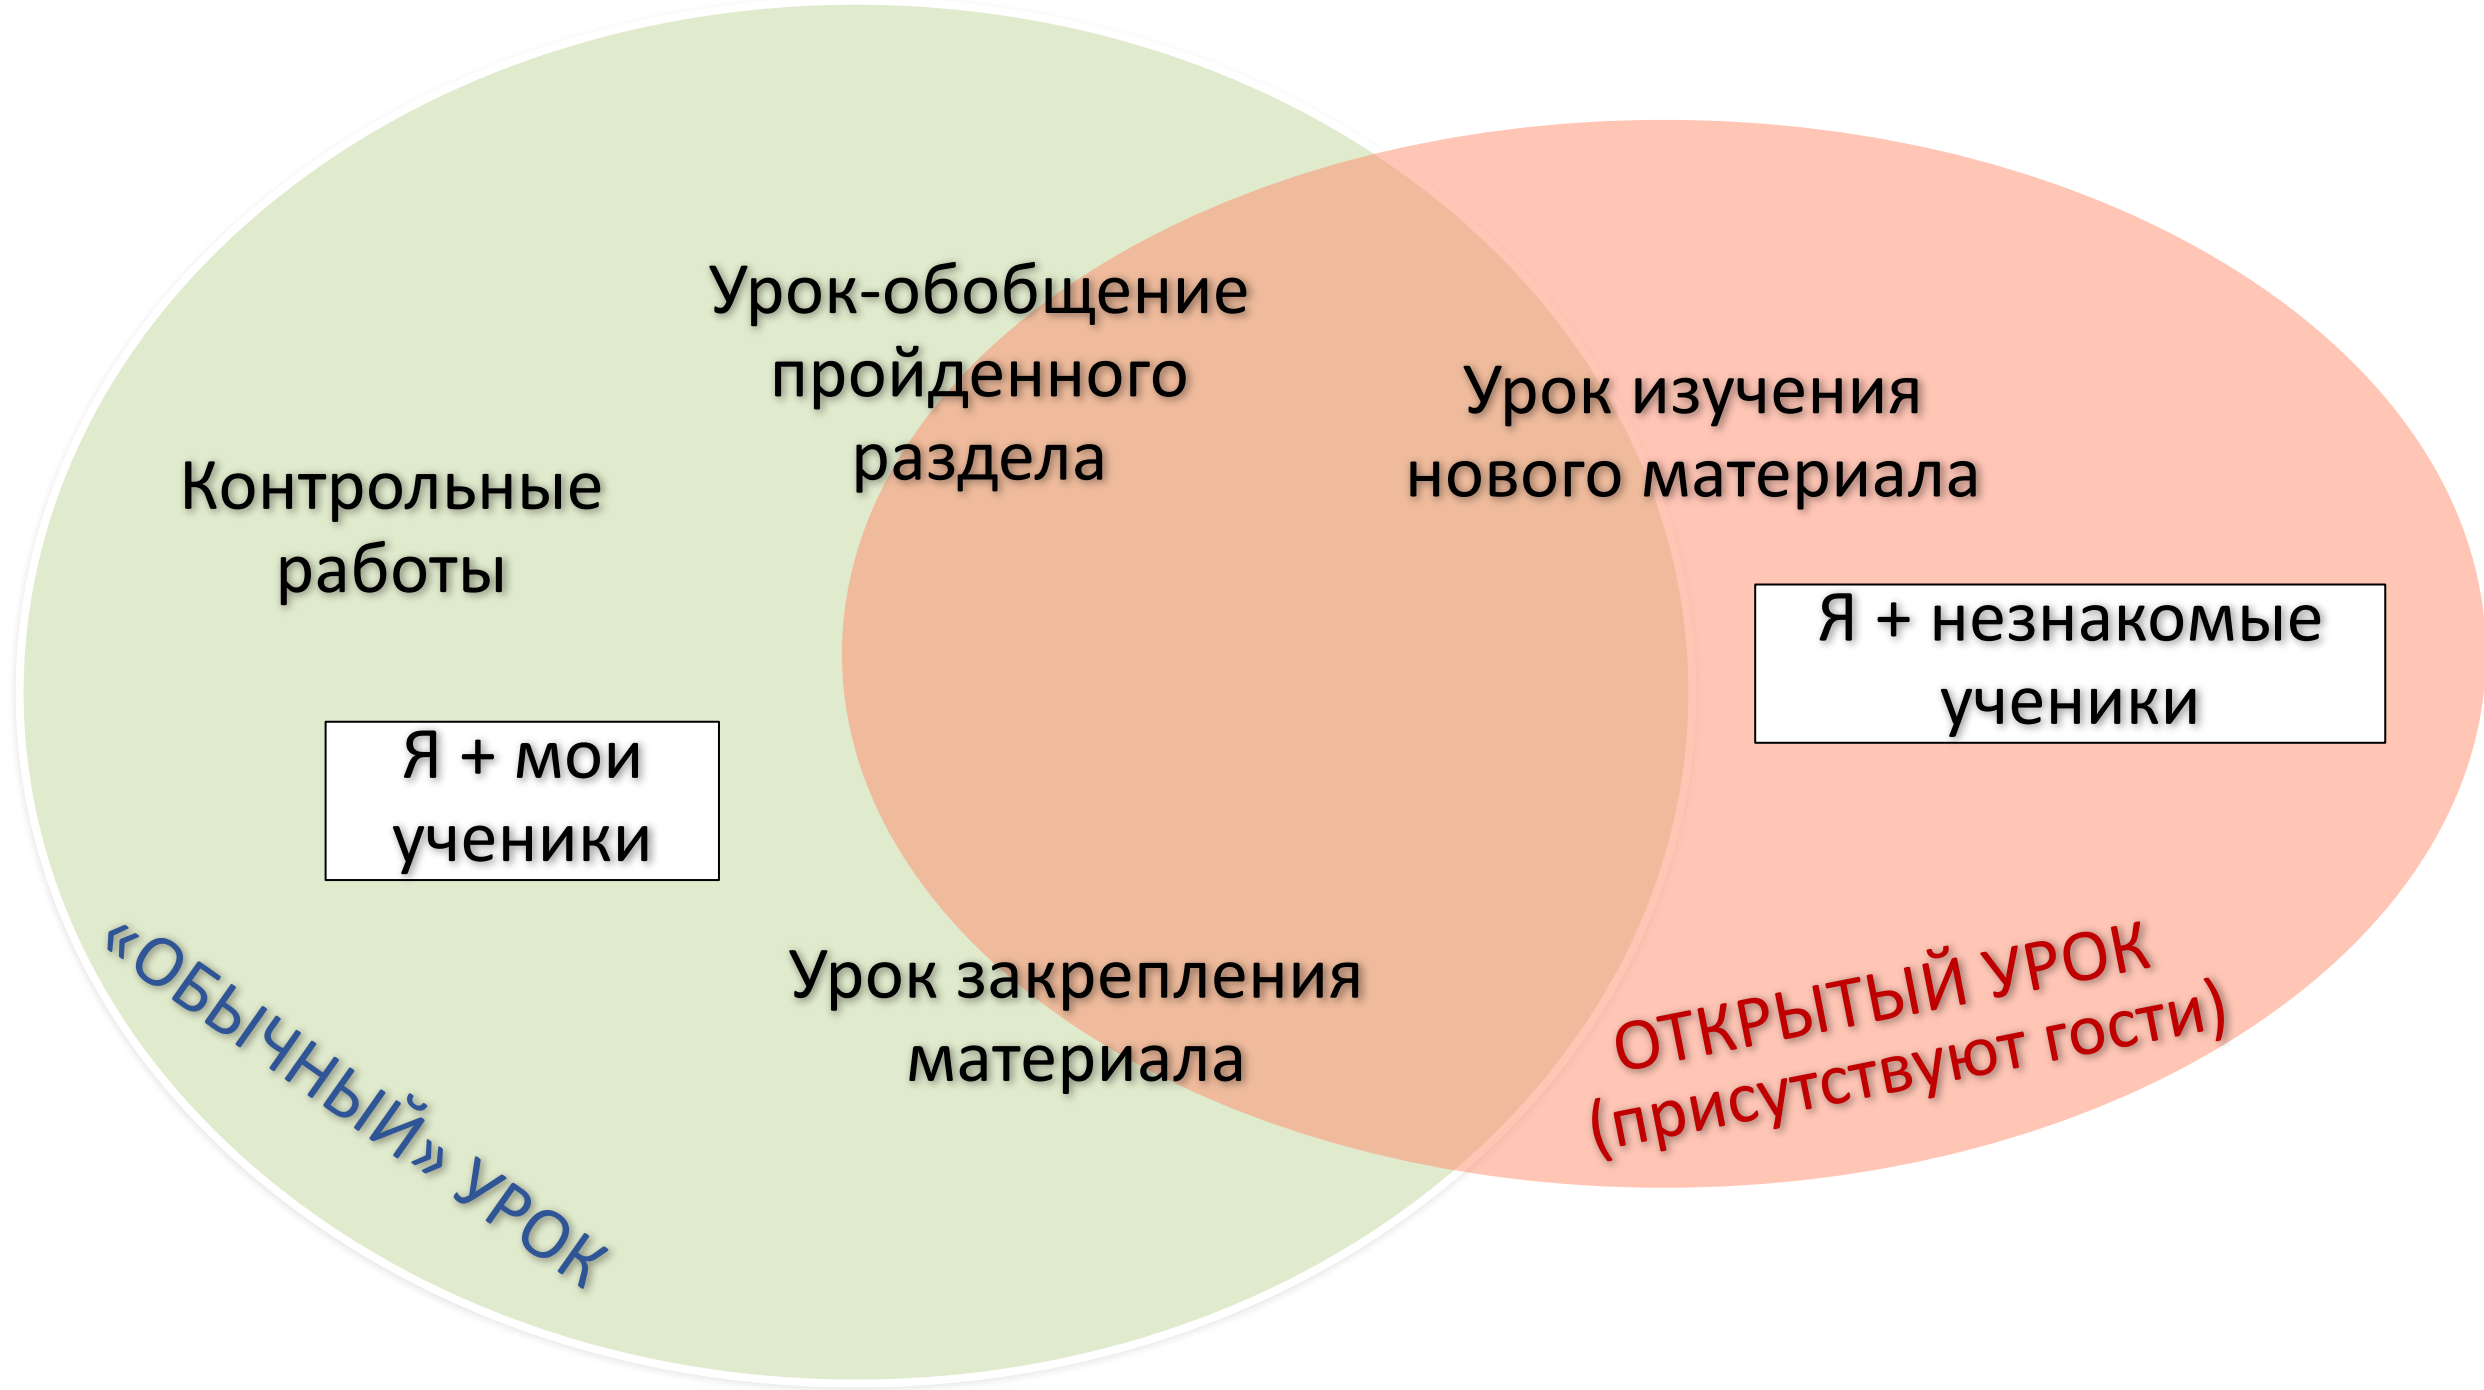 Урок-обобщение
пройденного
раздела
Контрольные
работы
Урок изучения
нового материала
Я + мои
ученики
Я + незнакомые
ученики
Урок закрепления
материала
«ОБЫЧНЫЙ» УРОК
ОТКРЫТЫЙ УРОК
(присутствуют гости)